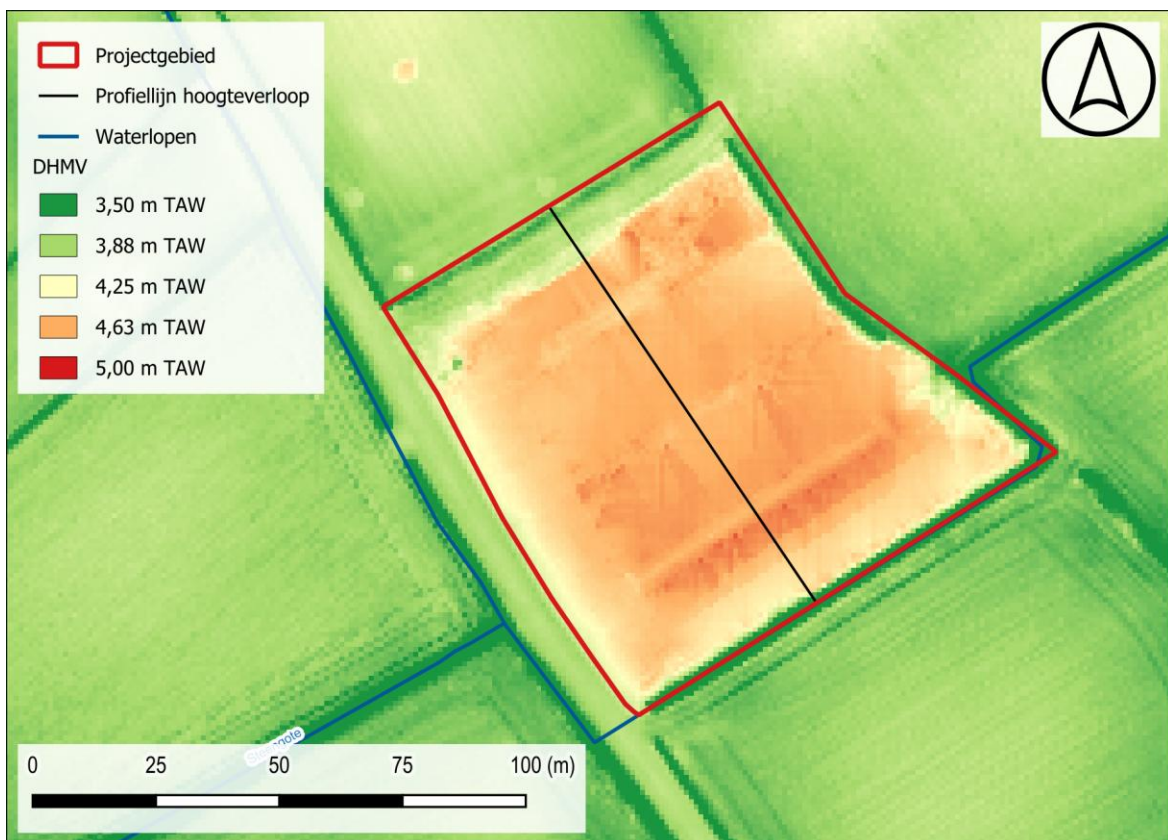 Projectgebied
Profiellijn hoogteverloop
Waterlopen
DHMV
3,50 m TAW
3,88 m TAW
4,25 m TAW
4,63 m TAW
5,00 m TAW
0 25 50 75 100 (m)